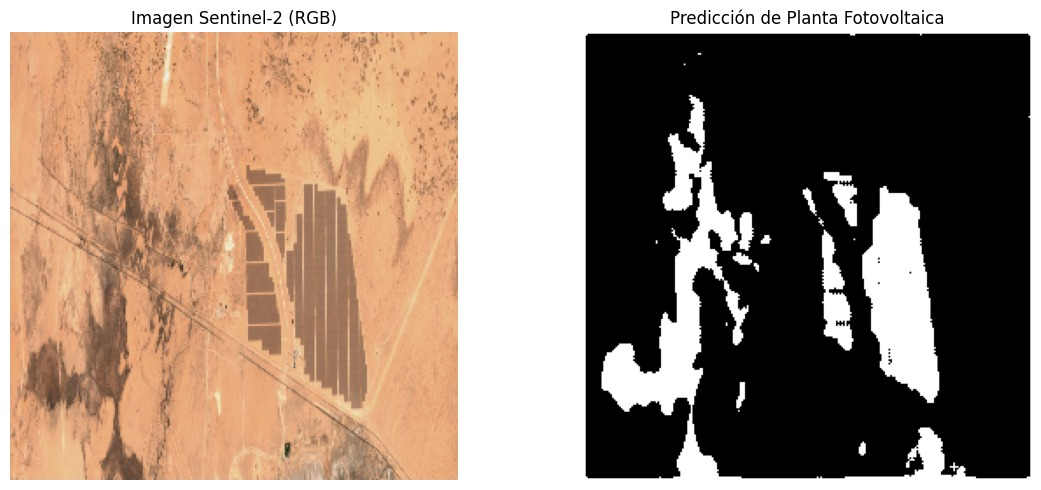 Imagen Sentinel-2 (RGB)
Predicción de Planta Fotovoltaica